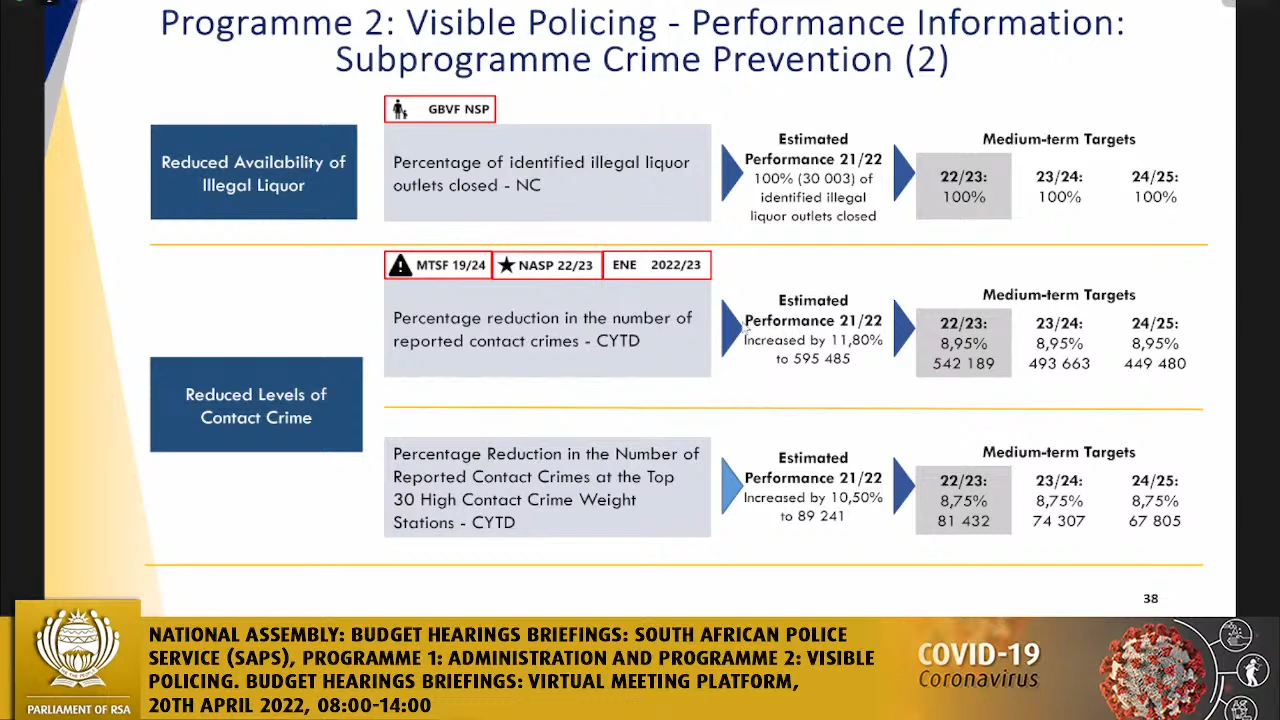 Programme 2: Visible Policing - Performance Information:
Subprogramme Crime Prevention (2)
GBVF NSP
Reduced Availability of
Illegal Liquor
Percentage of identified illegal liquor
outlets closed - NC
Estimated
Performance 21/22
100% (30 003) of
identified illegal
liquor outlets closed
Medium-term Targets
22/23:
100%
23/24:
100%
24/25:
100%
MTSF 19/24
NASP 22/23
ENE 2022/23
Reduced Levels of
Contact Crime
Percentage reduction in the number of
reported contact crimes - CYTD
Estimated
Performance 21/22
Increased by 11,80%
to 595 485
Medium-term Targets
22/23:
8,95%
542 189
23/24:
8,95%
493 663
24/25:
8,95%
449 480
Percentage Reduction in the Number of
Reported Contact Crimes at the Top
30 High Contact Crime Weight
Stations - CYTD
Estimated
Performance 21/22
Increased by 10,50%
to 89 241
Medium-term Targets
22/23:
8,75%
81 432
23/24:
8,75%
74 307
24/25:
8,75%
67 805
38
PARLIAMENT OF RSA
NATIONAL ASSEMBLY: BUDGET HEARINGS BRIEFINGS: SOUTH AFRICAN POLICE
SERVICE (SAPS), PROGRAMME 1: ADMINISTRATION AND PROGRAMME 2: VISIBLE
POLICING. BUDGET HEARINGS BRIEFINGS: VIRTUAL MEETING PLATFORM,
20TH APRIL 2022, 08:00-14:00
COVID-19
Coronavirus